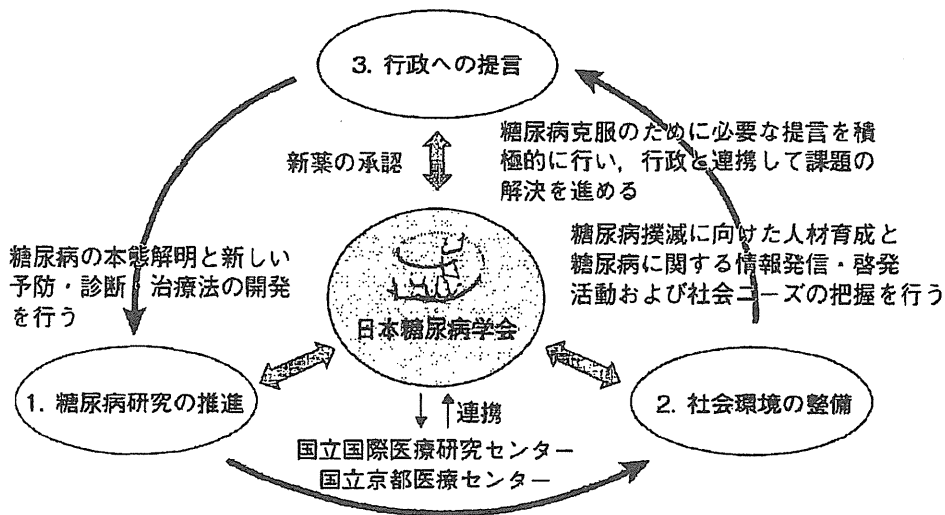 3. 行政への提言
新薬の承認
糖尿病克服のために必要な提言を積
極的に行い，行政と連携して課題の
解決を進める
糖尿病の本態解明と新しい
予防・診断・治療法の開発
を行う
糖尿病撲滅に向けた人材育成と
糖尿病に関する情報発信・啓発
活動および社会ニーズの把握を行う
日本糖尿病学会
1. 糖尿病研究の推進
2. 社会環境の整備
連携
国立国際医療研究センター
国立京都医療センター